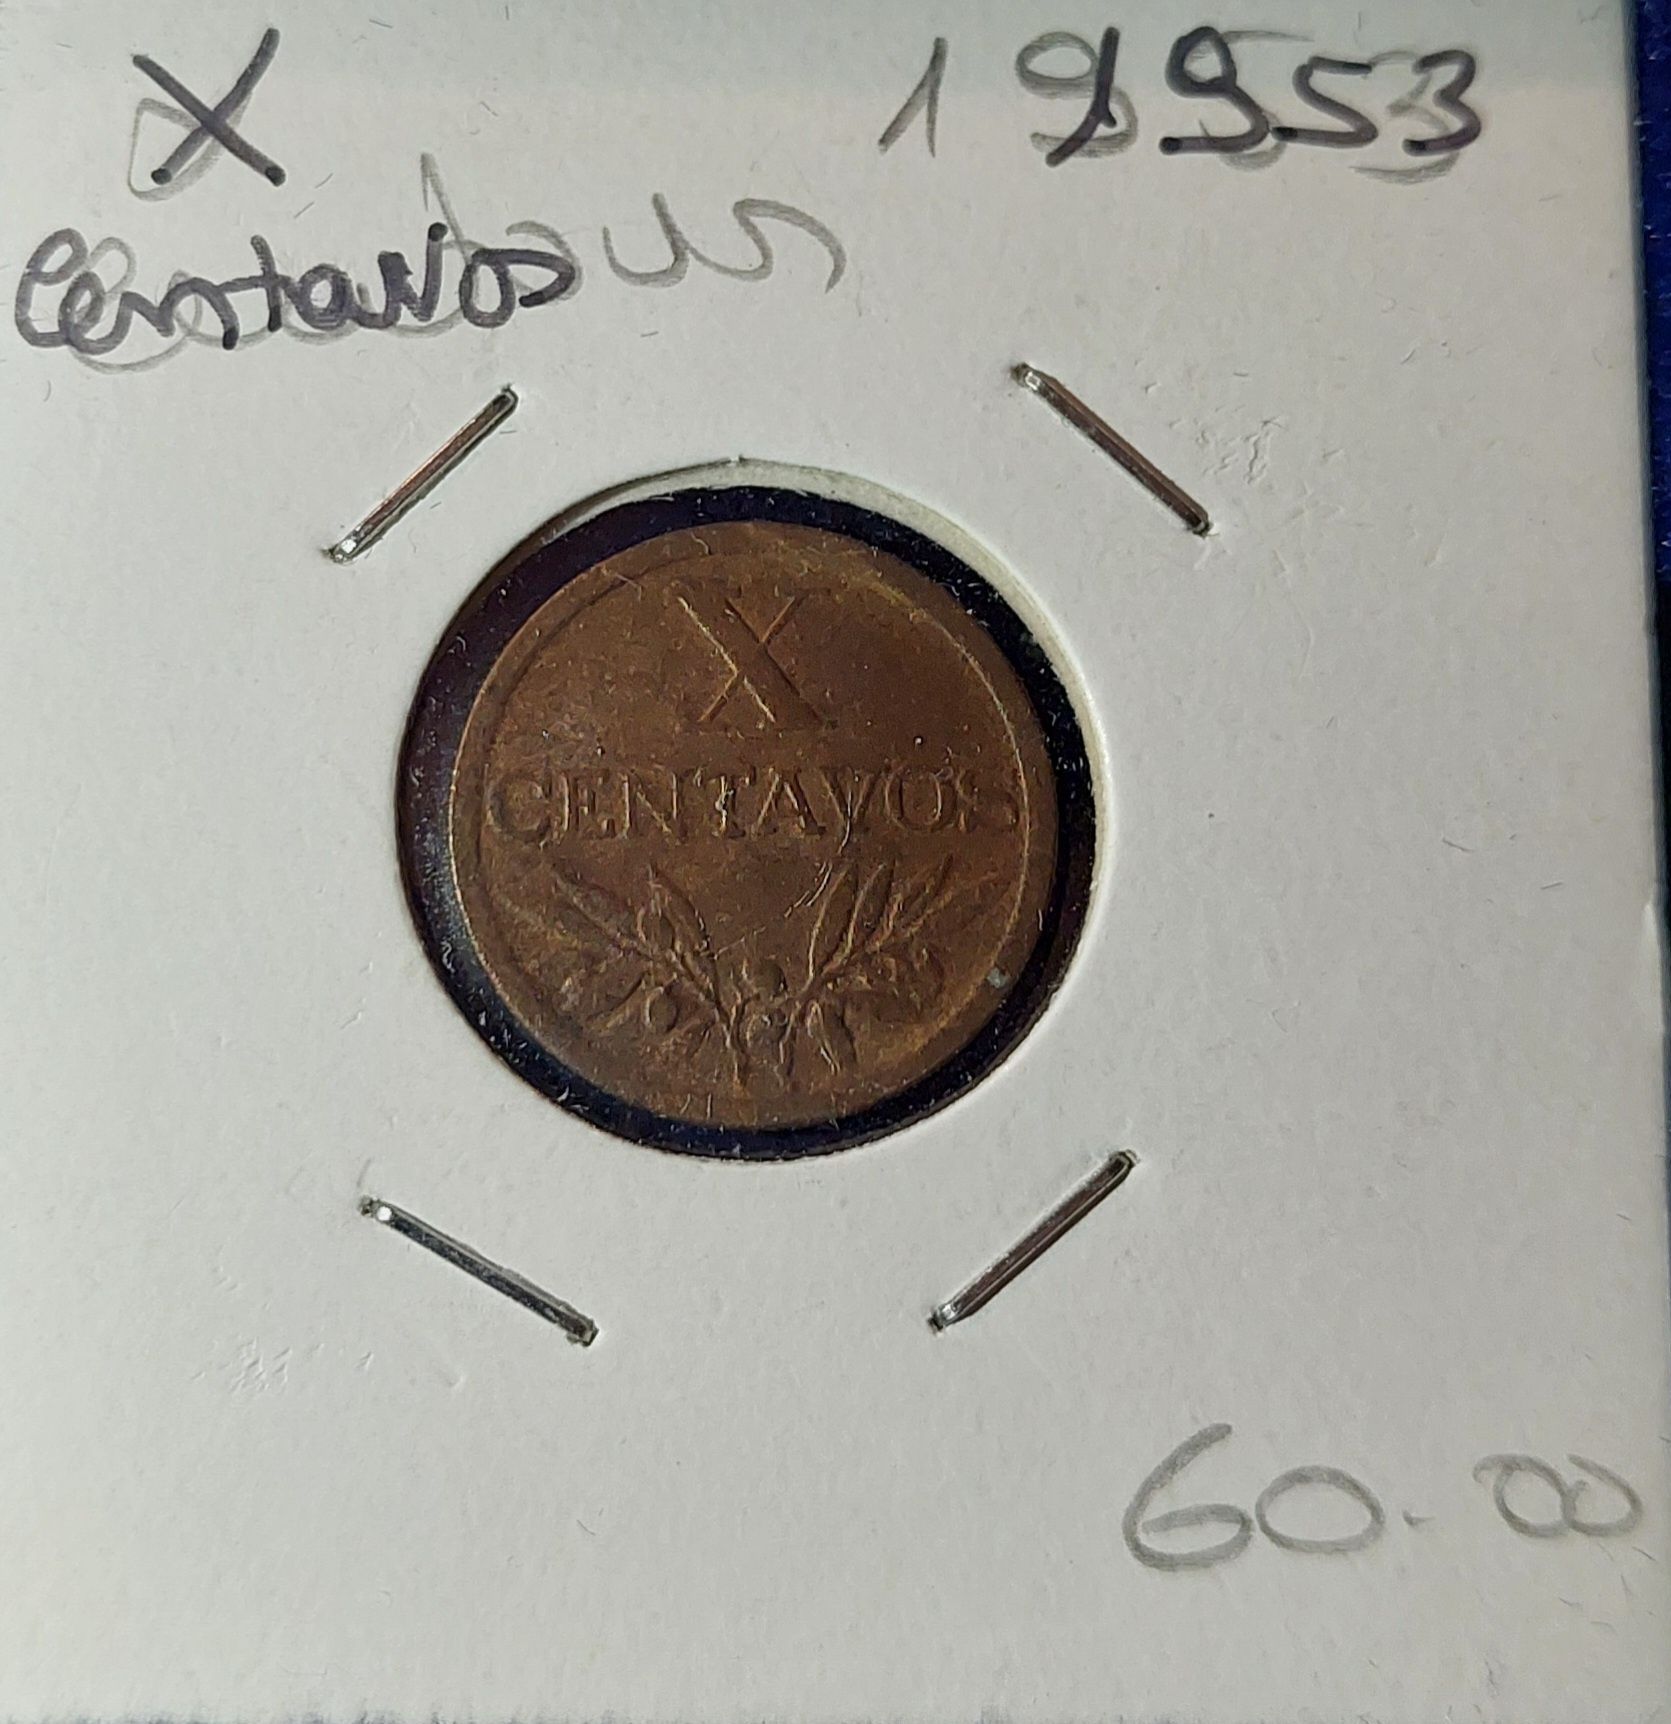 X 1953
Centavos
X
CENTAVOS
60.00